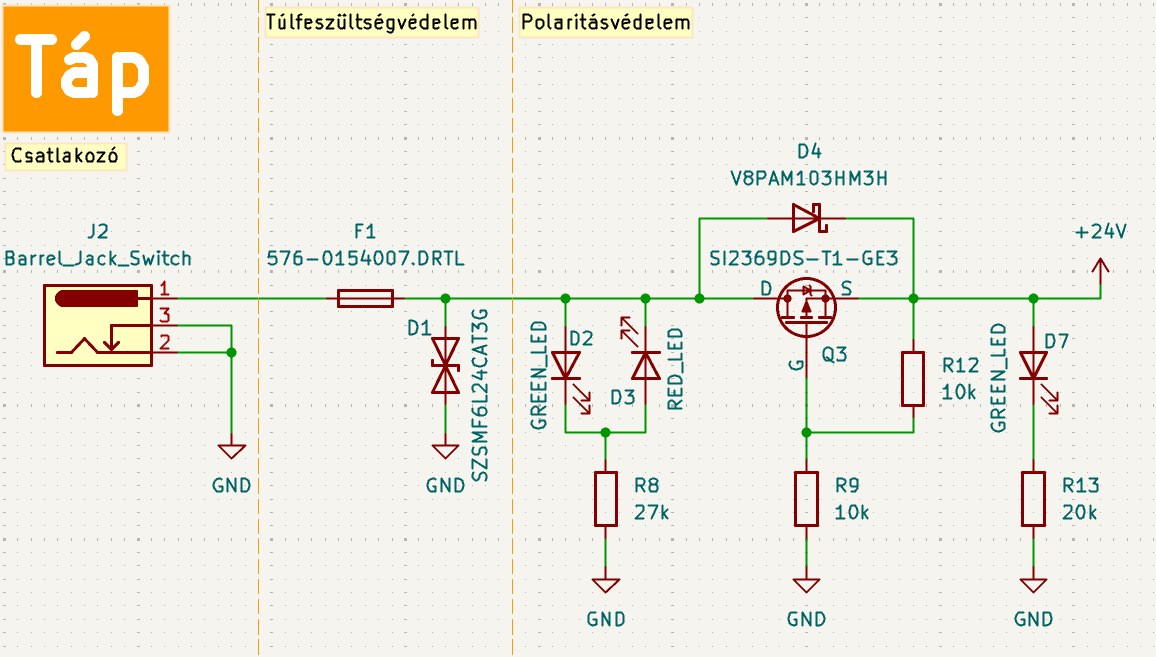 Táp
Túlfeszültségvédelem
Polaritásvédelem
Csatlakozó
J2
Barrel_Jack_Switch
1
3
2
GND
F1
576-0154007.DRTL
D1
SZSMF6L24CAT3G
GND
D2
GREEN_LED
D3
RED_LED
R8
27k
GND
D4
V8PAM103HM3H
SI2369DS-T1-GE3
D
S
G
Q3
R9
10k
GND
R12
10k
+24V
D7
GREEN_LED
R13
20k
GND